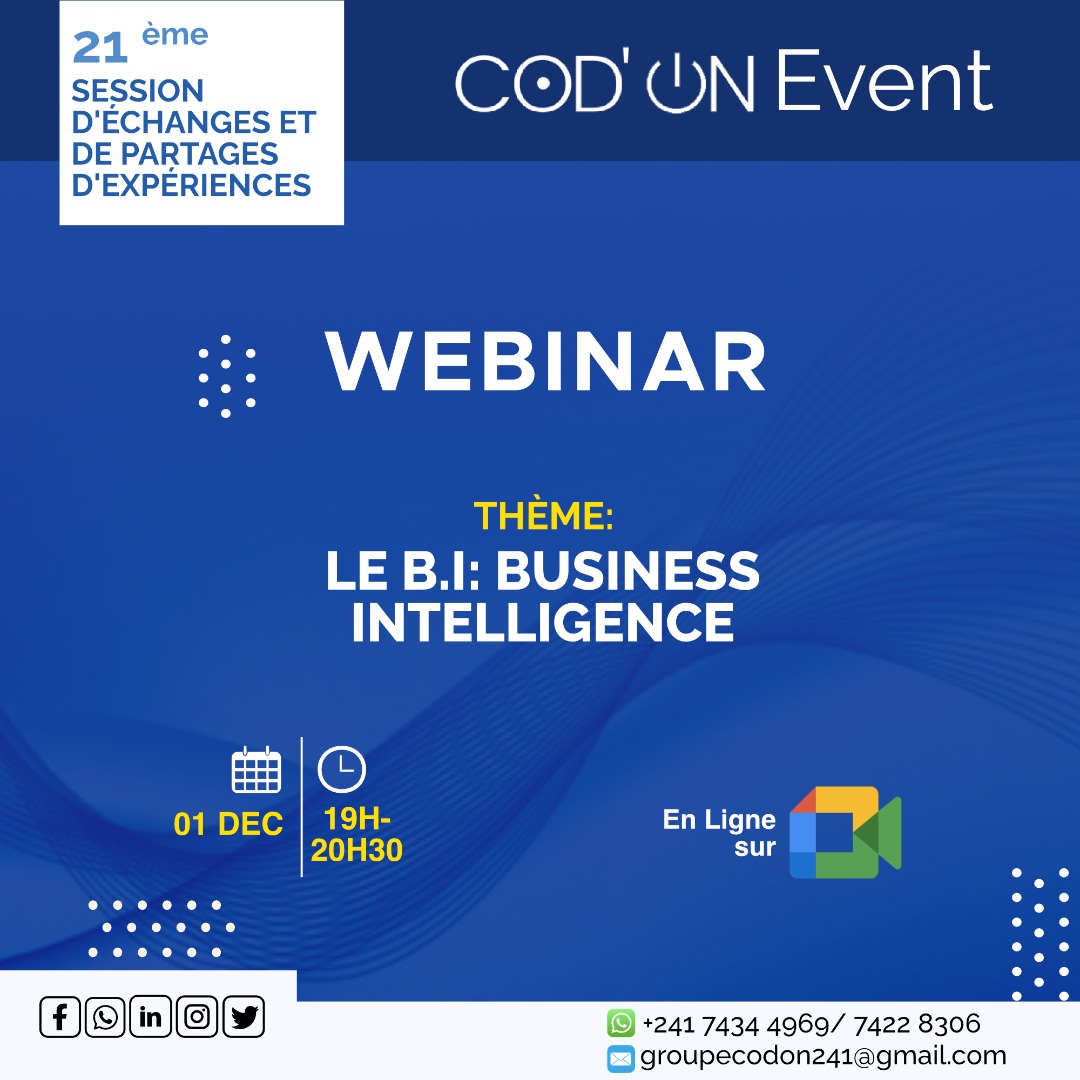 21 ème
SESSION
D'ÉCHANGES ET
DE PARTAGES
D'EXPÉRIENCES
COD'ON Event
WEBINAR
THÈME:
LE B.I: BUSINESS
INTELLIGENCE
01 DEC
19H-
20H30
En Ligne
sur
+241 7434 4969/ 7422 8306
groupecodon241@gmail.com